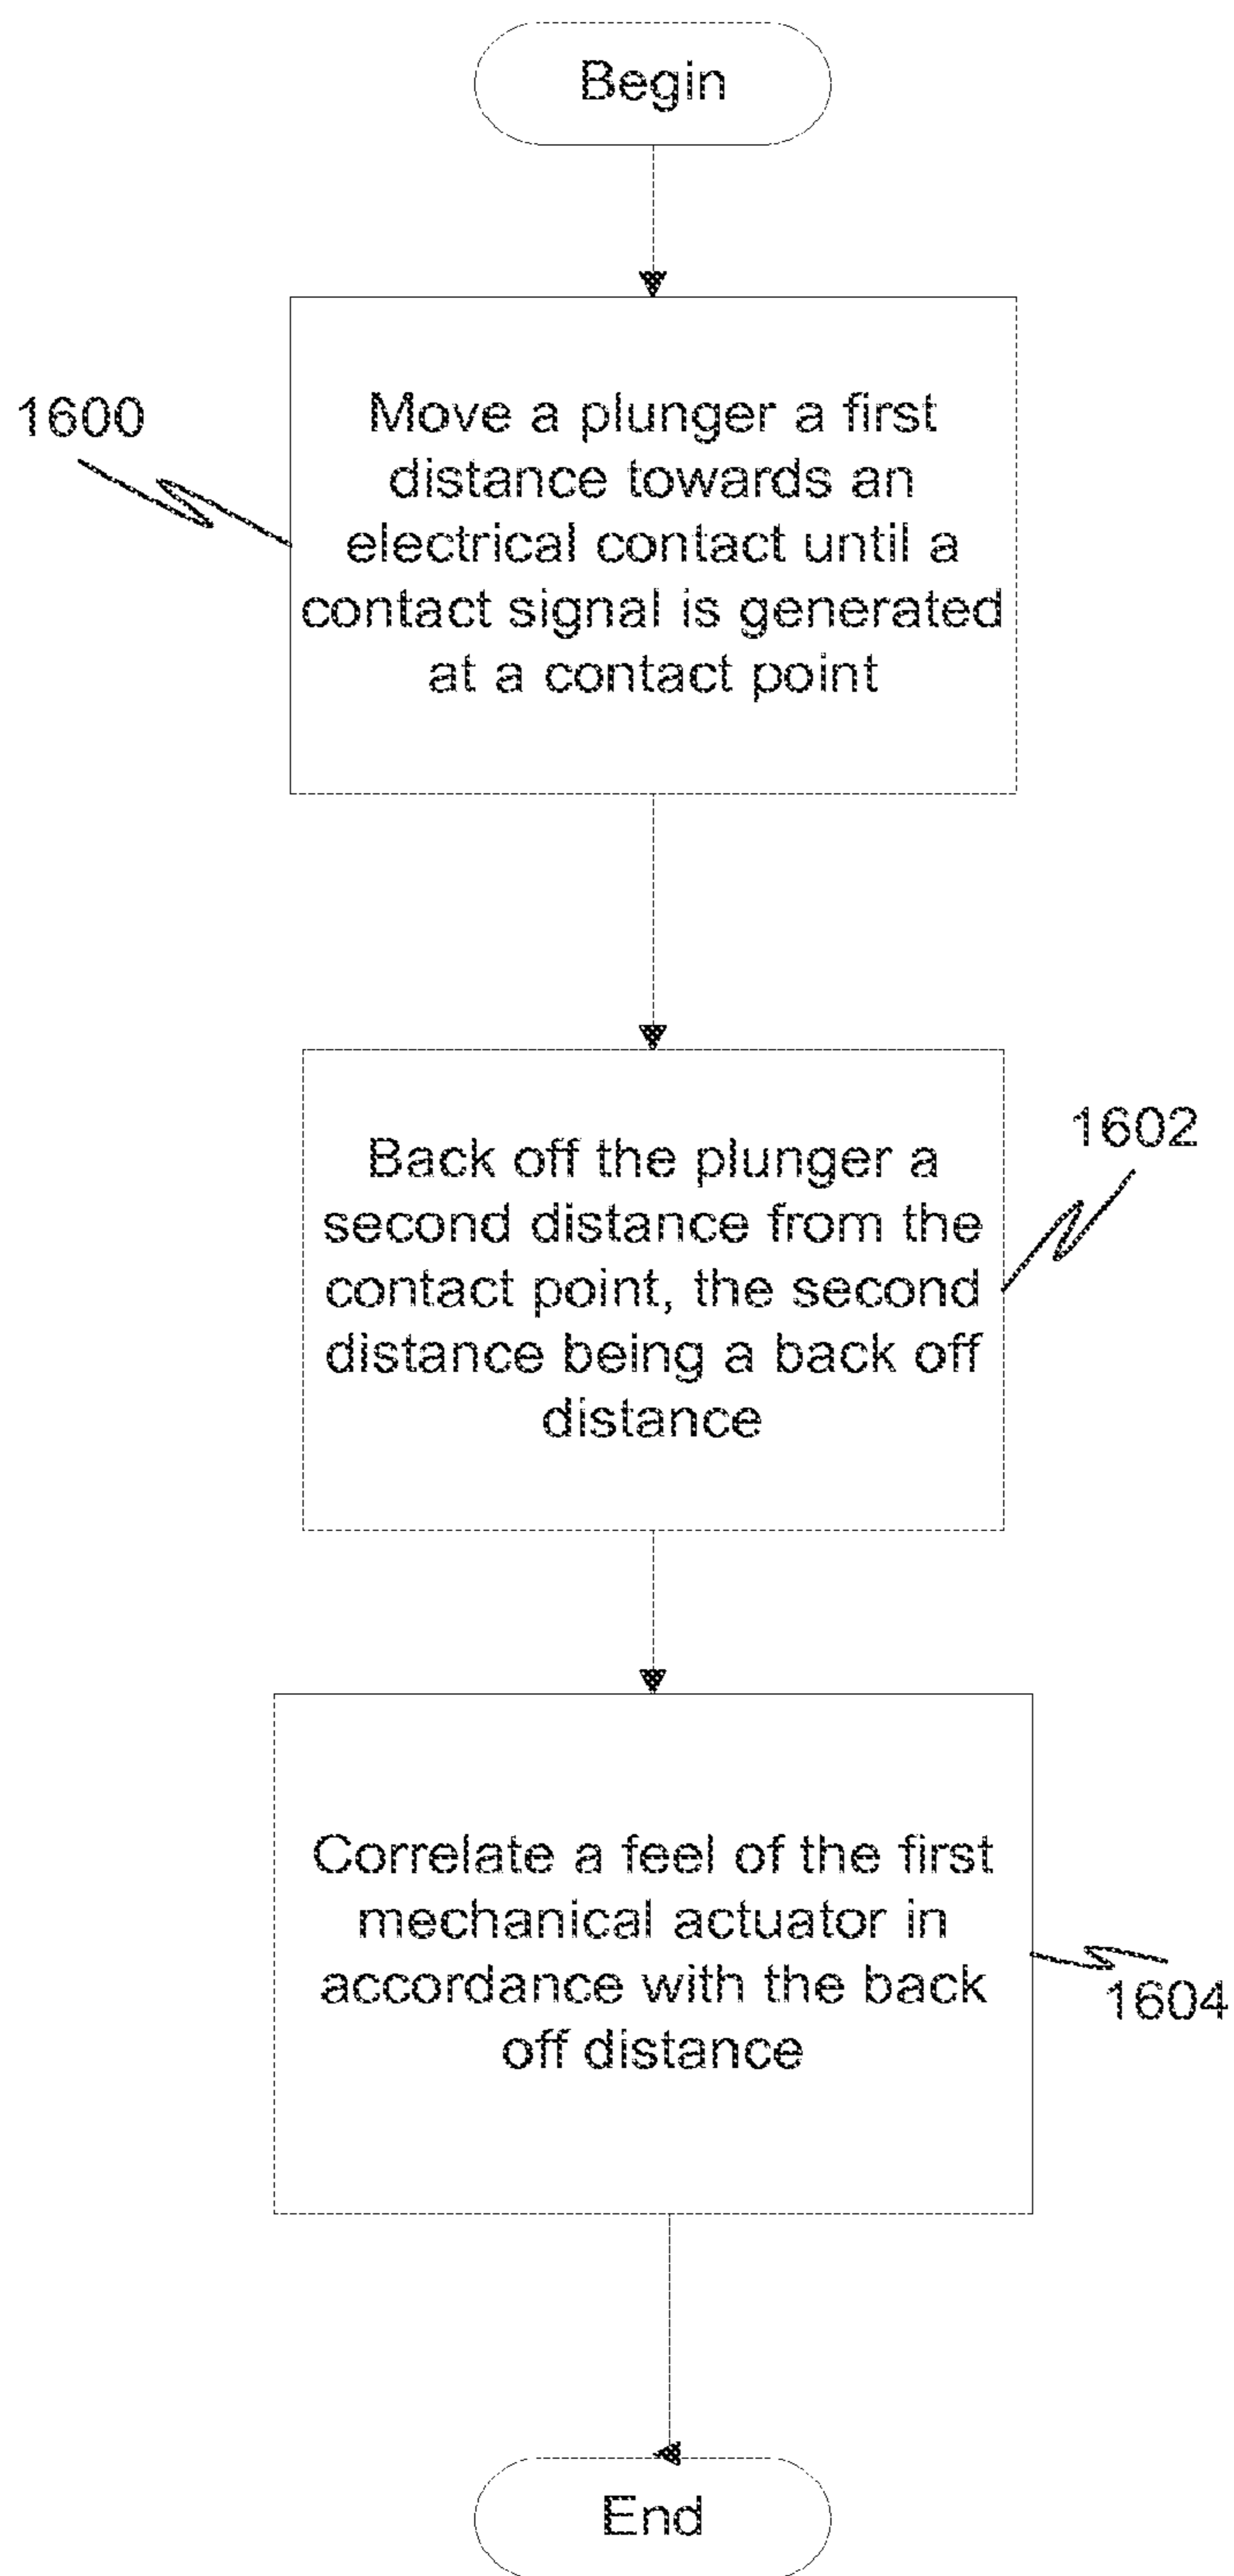 Begin
1600
Move a plunger a first
distance towards an
electrical contact until a
contact signal is generated
at a contact point
1602
Back off the plunger a
second distance from the
contact point, the second
distance being a back off
distance
Correlate a feel of the first
mechanical actuator in
accordance with the back
off distance
1604
End